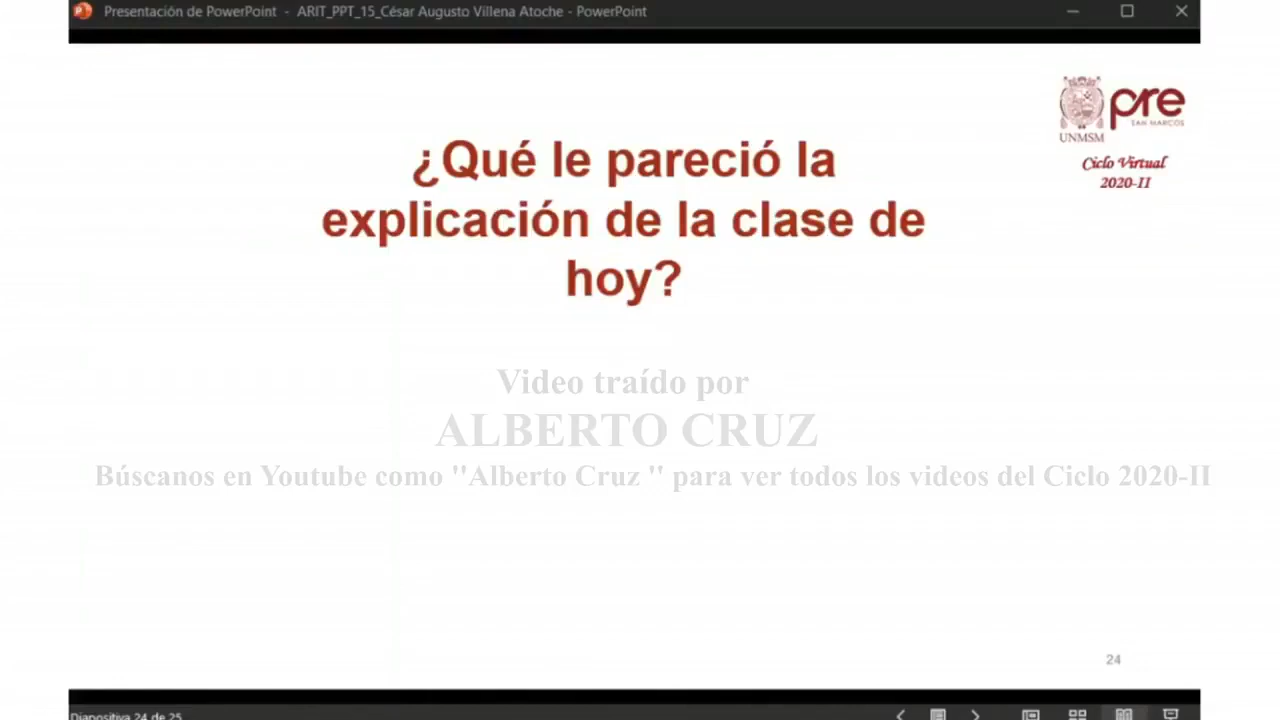 Presentación de PowerPoint - ARIT_PPT_15_César Augusto Villena Atoche - PowerPoint
pre
SAN MARCOS
UNMSM
Ciclo Virtual
2020-II
¿Qué le pareció la
explicación de la clase de
hoy?
Video traído por
ALBERTO CRUZ
Búscanos en Youtube como "Alberto Cruz " para ver todos los videos del Ciclo 2020-II
24
Diapositiva 24 de 25